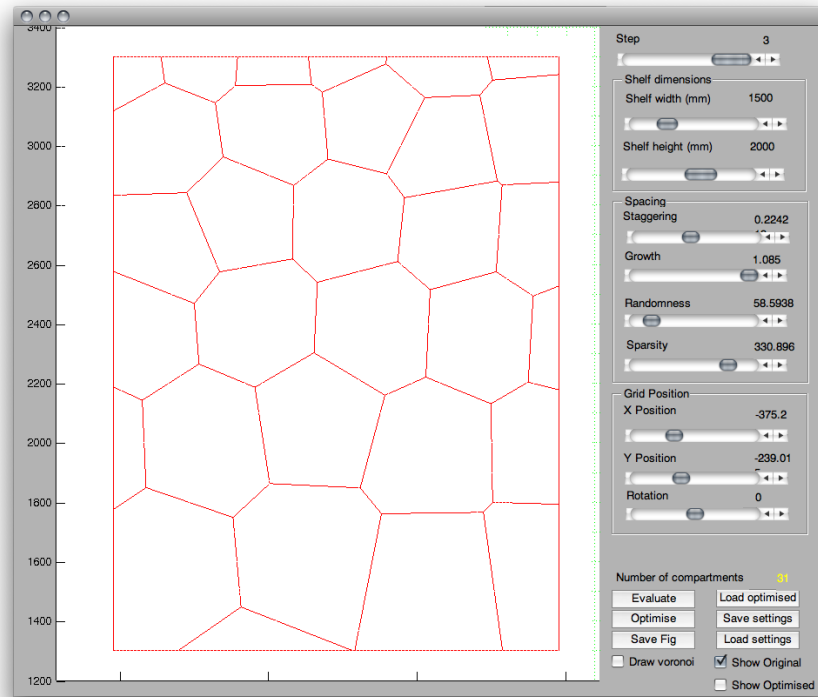 3400
3200
3000
2800
2600
2400
2200
2000
1800
1600
1400
1200
Step 3
Shelf dimensions
Shelf width (mm) 1500
Shelf height (mm) 2000
Spacing
Staggering 0.2242
Growth 1.085
Randomness 58.5938
Sparsity 330.896
Grid Position
X Position -375.2
Y Position -239.01
Rotation 0
Number of compartments 31
Evaluate Load optimised
Optimise Save settings
Save Fig Load settings
Draw voronoi Show Original
Show Optimised